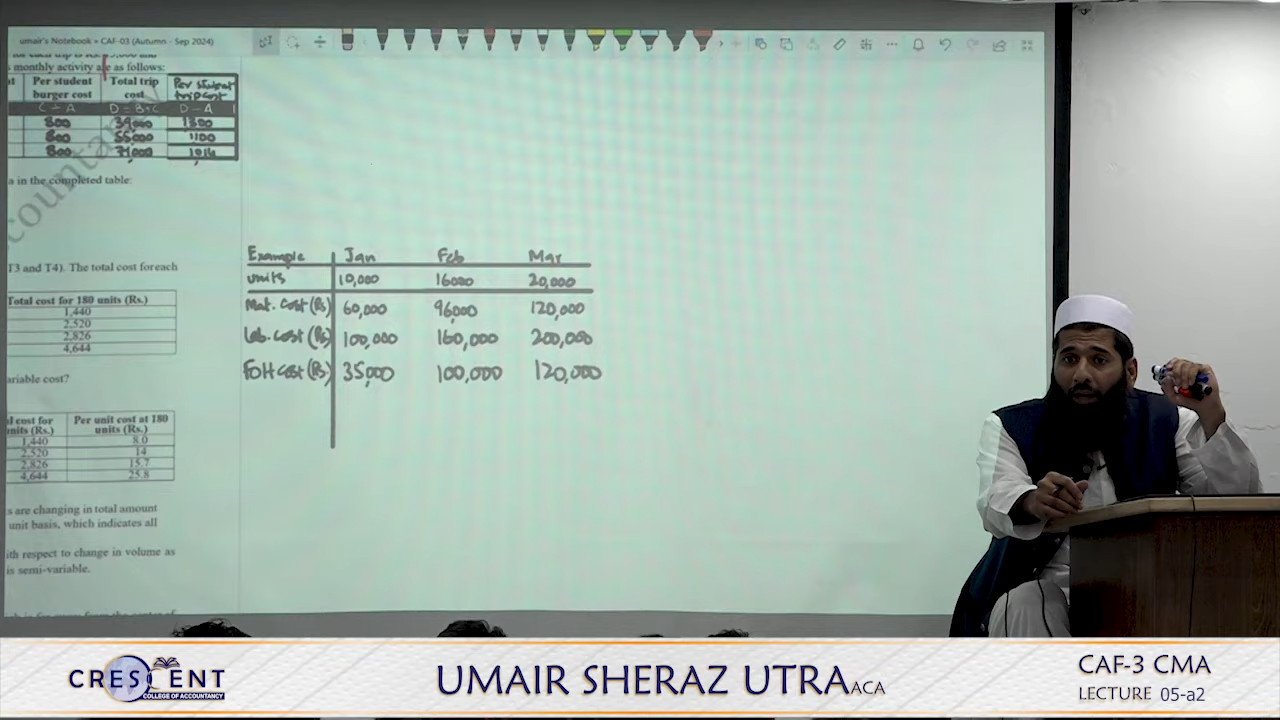 umair's Notebook » CAF-03 (Autumn - Sep 2024)
monthly activity are as follows:
Per student burger cost | Total trip cost | Per student trip cost
C ÷ A | D = B+C | D ÷ A
800 | 39,000 | 1300
800 | 55,000 | 1100
800 | 71,000 | 1014
a in the completed table:
T3 and T4). The total cost for each
Total cost for 180 units (Rs.)
1,440
2,520
2,826
4,644
ariable cost?
l cost for nits (Rs.) | Per unit cost at 180 units (Rs.)
1,440 | 8.0
2,520 | 14
2,826 | 15.7
4,644 | 25.8
s are changing in total amount
unit basis, which indicates all
ith respect to change in volume as
is semi-variable.
Example | Jan | Feb | Mar
units | 10,000 | 16000 | 20,000
Mat. cost (Rs) | 60,000 | 96,000 | 120,000
Lab. cost (Rs) | 100,000 | 160,000 | 200,000
FOH cost (Rs) | 35,000 | 100,000 | 120,000
CRESCENT
COLLEGE OF ACCOUNTANCY
UMAIR SHERAZ UTRA ACA
CAF-3 CMA
LECTURE 05-a2